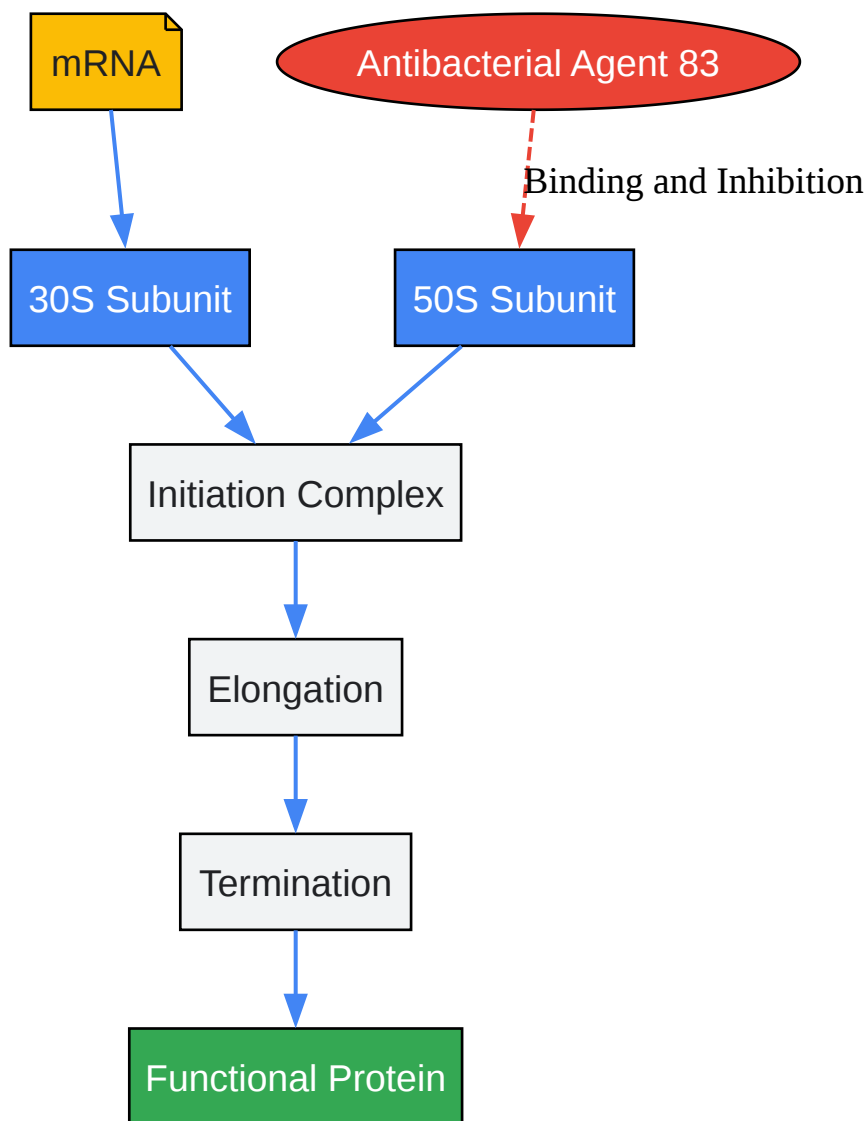 mRNA
Antibacterial Agent 83
Binding and Inhibition
30S Subunit
50S Subunit
Initiation Complex
Elongation
Termination
Functional Protein